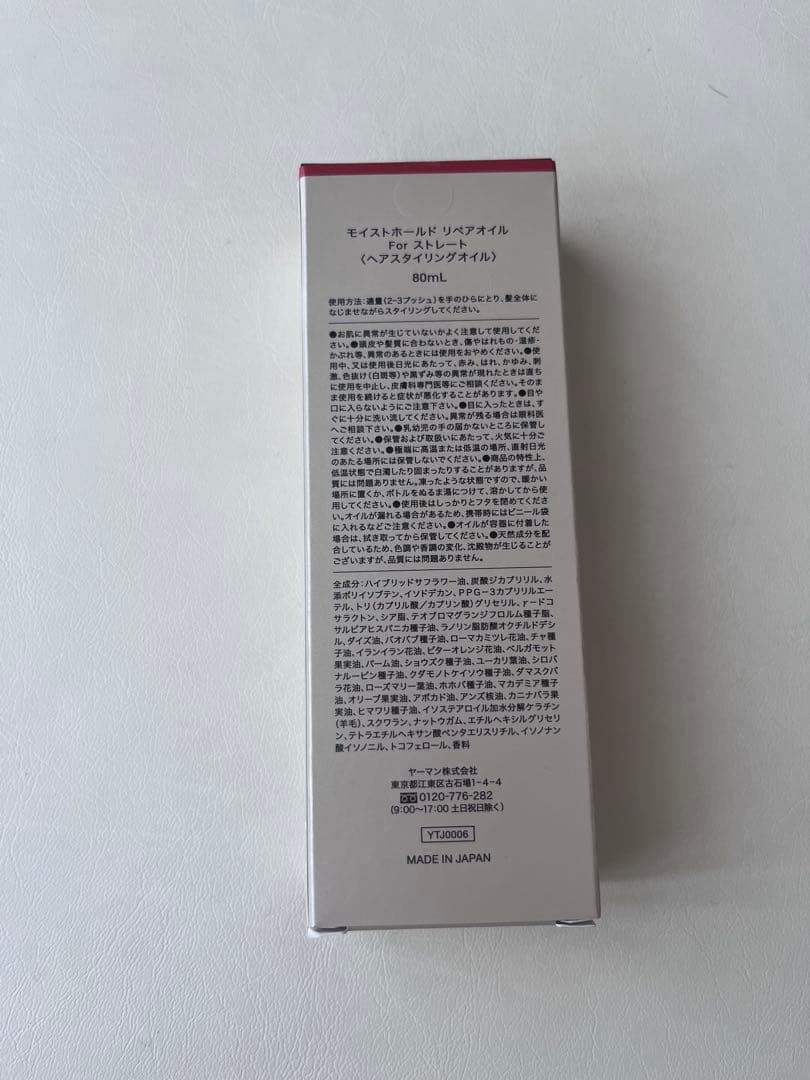 モイストホールド リペアオイル
For ストレート
〈ヘアスタイリングオイル〉
80mL
使用方法:適量(2-3プッシュ)を手のひらにとり、髪全体に
なじませながらスタイリングしてください。
●お肌に異常が生じていないかよく注意して使用してくだ
さい。●頭皮や髪質に合わないとき、傷やはれもの・湿疹・
かぶれ等、異常のあるときには使用をおやめください。●使
用中、又は使用後日光にあたって、赤み、はれ、かゆみ、刺
激、色抜け(白斑等)や黒ずみ等の異常が現れたときは直ち
に使用を中止し、皮膚科専門医等にご相談ください。そのま
ま使用を続けると症状が悪化することがあります。●目や
口に入らないようにご注意下さい。●目に入ったときは、す
ぐに十分に洗い流してください。異常が残る場合は眼科医
へご相談下さい。●乳幼児の手の届かないところに保管し
てください。●保管および取扱いにあたって、火気に十分ご
注意ください。●極端に高温または低温の場所、直射日光
のあたる場所には保管しないでください。●商品の特性上、
低温状態で白濁したり固まったりすることがありますが、品
質には問題ありません。凍ったような状態ですので、暖かい
場所に置くか、ボトルをぬるま湯につけて、溶かしてから使
用してください。●使用後はしっかりとフタを閉めてくださ
い。オイルが漏れる場合があるため、携帯時にはビニール袋
に入れるなどご注意ください。●オイルが容器に付着した
場合は、拭き取ってから保管してください。●天然成分を配
合しているため、色調や香調の変化、沈殿物が生じることが
ございますが、品質には問題ありません。
全成分:ハイブリッドサフラワー油、炭酸ジカプリリル、水
添ポリイソブテン、イソドデカン、PPG-3カプリリルエー
テル、トリ(カプリル酸/カプリン酸)グリセリル、γ-ドコ
サラクトン、シア脂、テオブロマグランジフロルム種子脂、
サルビアヒスパニカ種子油、ラノリン脂肪酸オクチルドデシ
ル、ダイズ油、バオバブ種子油、ローマカミツレ花油、チャ種
子油、イランイラン花油、ビターオレンジ花油、ベルガモット
果実油、パーム油、ショウズク種子油、ユーカリ葉油、シロバ
ナルーピン種子油、クダモノトケイソウ種子油、ダマスクバ
ラ花油、ローズマリー葉油、ホホバ種子油、マカデミア種子
油、オリーブ果実油、アボカド油、アンズ核油、カニナバラ果
実油、ヒマワリ種子油、イソステアロイル加水分解ケラチン
(羊毛)、スクワラン、ナットウガム、エチルヘキシルグリセリ
ン、テトラエチルヘキサン酸ペンタエリスリチル、イソノナン
酸イソノニル、トコフェロール、香料
ヤーマン株式会社
東京都江東区古石場1-4-4
0120-776-282
(9:00~17:00 土日祝日除く)
YTJ0006
MADE IN JAPAN